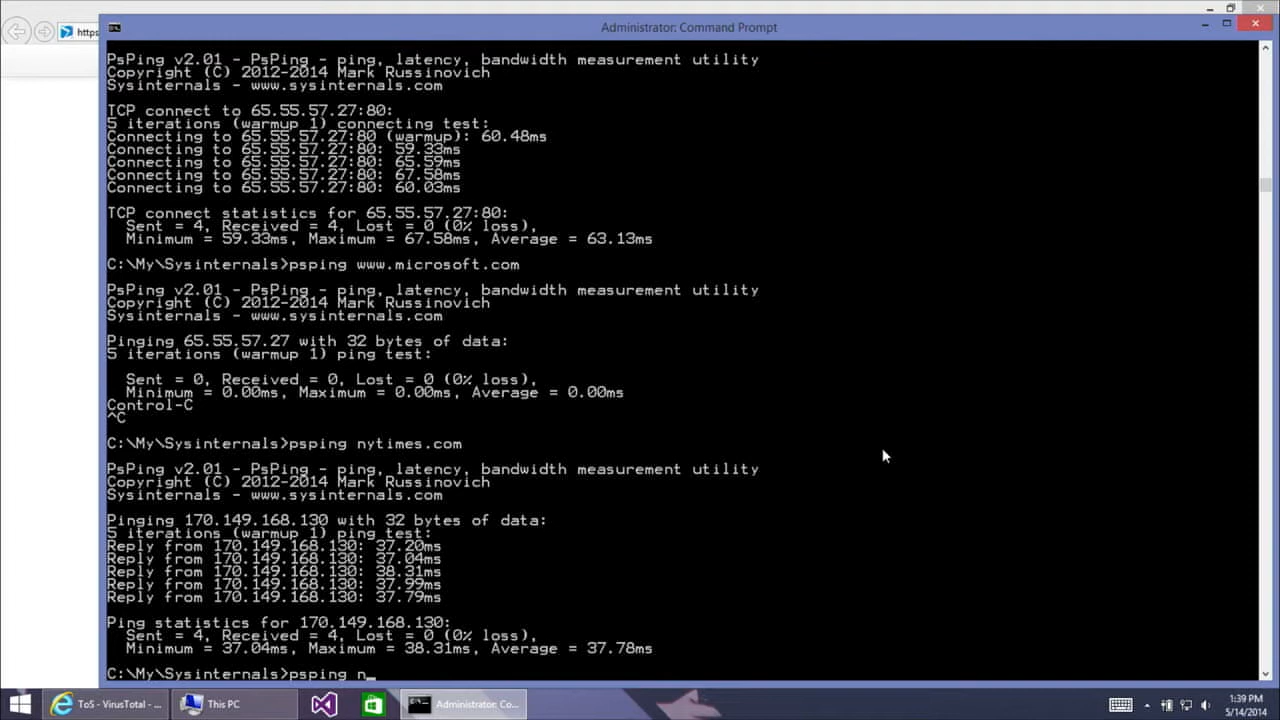 Administrator: Command Prompt
https
PsPing v2.01 - PsPing - ping, latency, bandwidth measurement utility
Copyright (C) 2012-2014 Mark Russinovich
Sysinternals - www.sysinternals.com
TCP connect to 65.55.57.27:80:
5 iterations (warmup 1) connecting test:
Connecting to 65.55.57.27:80 (warmup): 60.48ms
Connecting to 65.55.57.27:80: 59.33ms
Connecting to 65.55.57.27:80: 65.59ms
Connecting to 65.55.57.27:80: 67.58ms
Connecting to 65.55.57.27:80: 60.03ms
TCP connect statistics for 65.55.57.27:80:
Sent = 4, Received = 4, Lost = 0 (0% loss),
Minimum = 59.33ms, Maximum = 67.58ms, Average = 63.13ms
C:\My\Sysinternals>psping www.microsoft.com
PsPing v2.01 - PsPing - ping, latency, bandwidth measurement utility
Copyright (C) 2012-2014 Mark Russinovich
Sysinternals - www.sysinternals.com
Pinging 65.55.57.27 with 32 bytes of data:
5 iterations (warmup 1) ping test:
Sent = 0, Received = 0, Lost = 0 (0% loss),
Minimum = 0.00ms, Maximum = 0.00ms, Average = 0.00ms
Control-C
^C
C:\My\Sysinternals>psping nytimes.com
PsPing v2.01 - PsPing - ping, latency, bandwidth measurement utility
Copyright (C) 2012-2014 Mark Russinovich
Sysinternals - www.sysinternals.com
Pinging 170.149.168.130 with 32 bytes of data:
5 iterations (warmup 1) ping test:
Reply from 170.149.168.130: 37.20ms
Reply from 170.149.168.130: 37.04ms
Reply from 170.149.168.130: 38.31ms
Reply from 170.149.168.130: 37.99ms
Reply from 170.149.168.130: 37.79ms
Ping statistics for 170.149.168.130:
Sent = 4, Received = 4, Lost = 0 (0% loss),
Minimum = 37.04ms, Maximum = 38.31ms, Average = 37.78ms
C:\My\Sysinternals>psping n_
ToS - VirusTotal - ...
This PC
Administrator: Co...
1:39 PM
5/14/2014